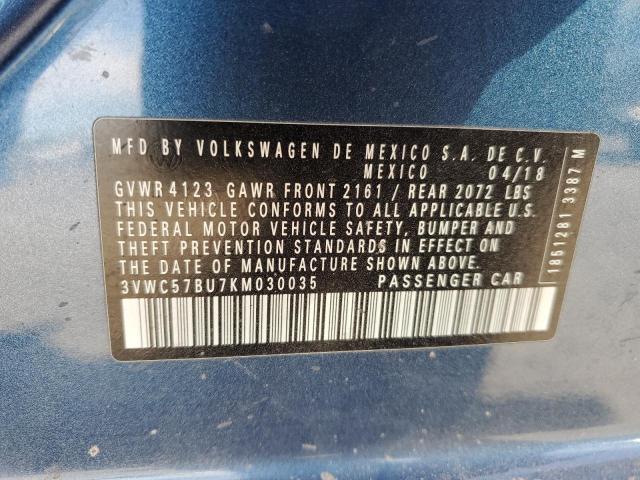 MFD BY VOLKSWAGEN DE MEXICO S.A. DE C.V.
MEXICO 04/18
GVWR 4123 GAWR FRONT 2161 / REAR 2072 LBS
THIS VEHICLE CONFORMS TO ALL APPLICABLE U.S.
FEDERAL MOTOR VEHICLE SAFETY, BUMPER AND
THEFT PREVENTION STANDARDS IN EFFECT ON
THE DATE OF MANUFACTURE SHOWN ABOVE.
3VWC57BU7KM030035 PASSENGER CAR
1861281 3387 M